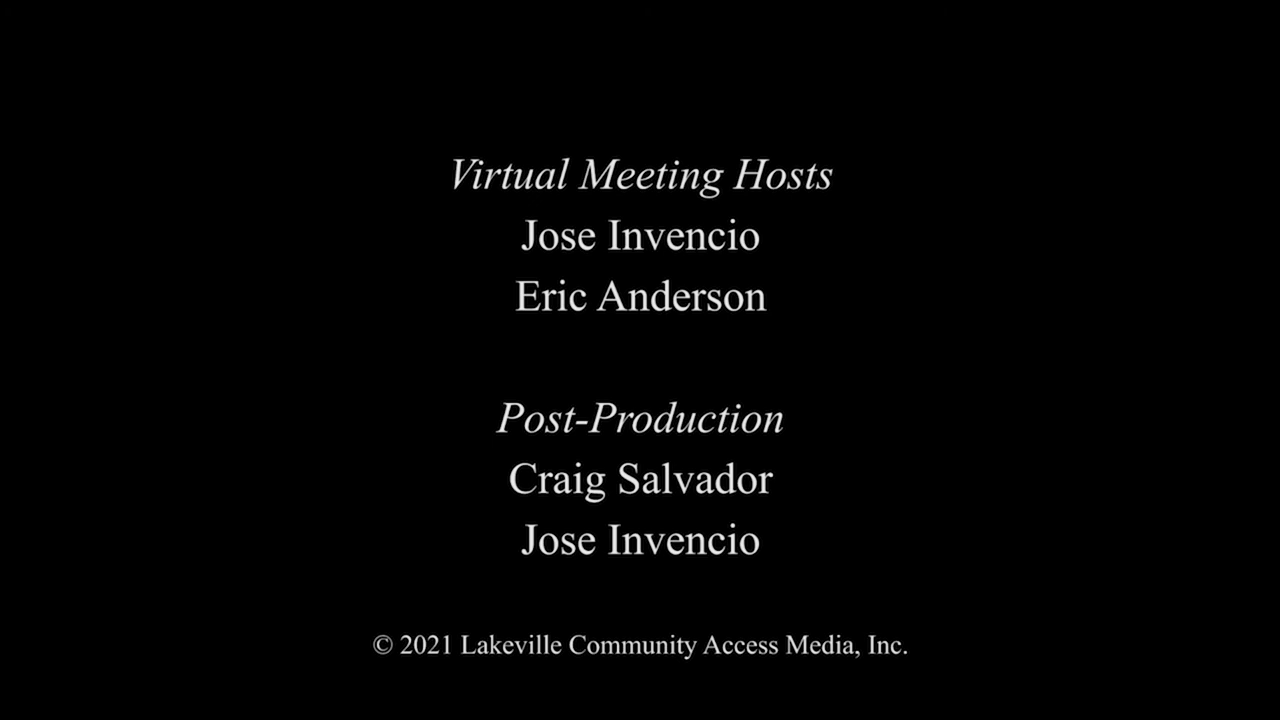 Virtual Meeting Hosts
Jose Invencio
Eric Anderson
Post-Production
Craig Salvador
Jose Invencio
© 2021 Lakeville Community Access Media, Inc.